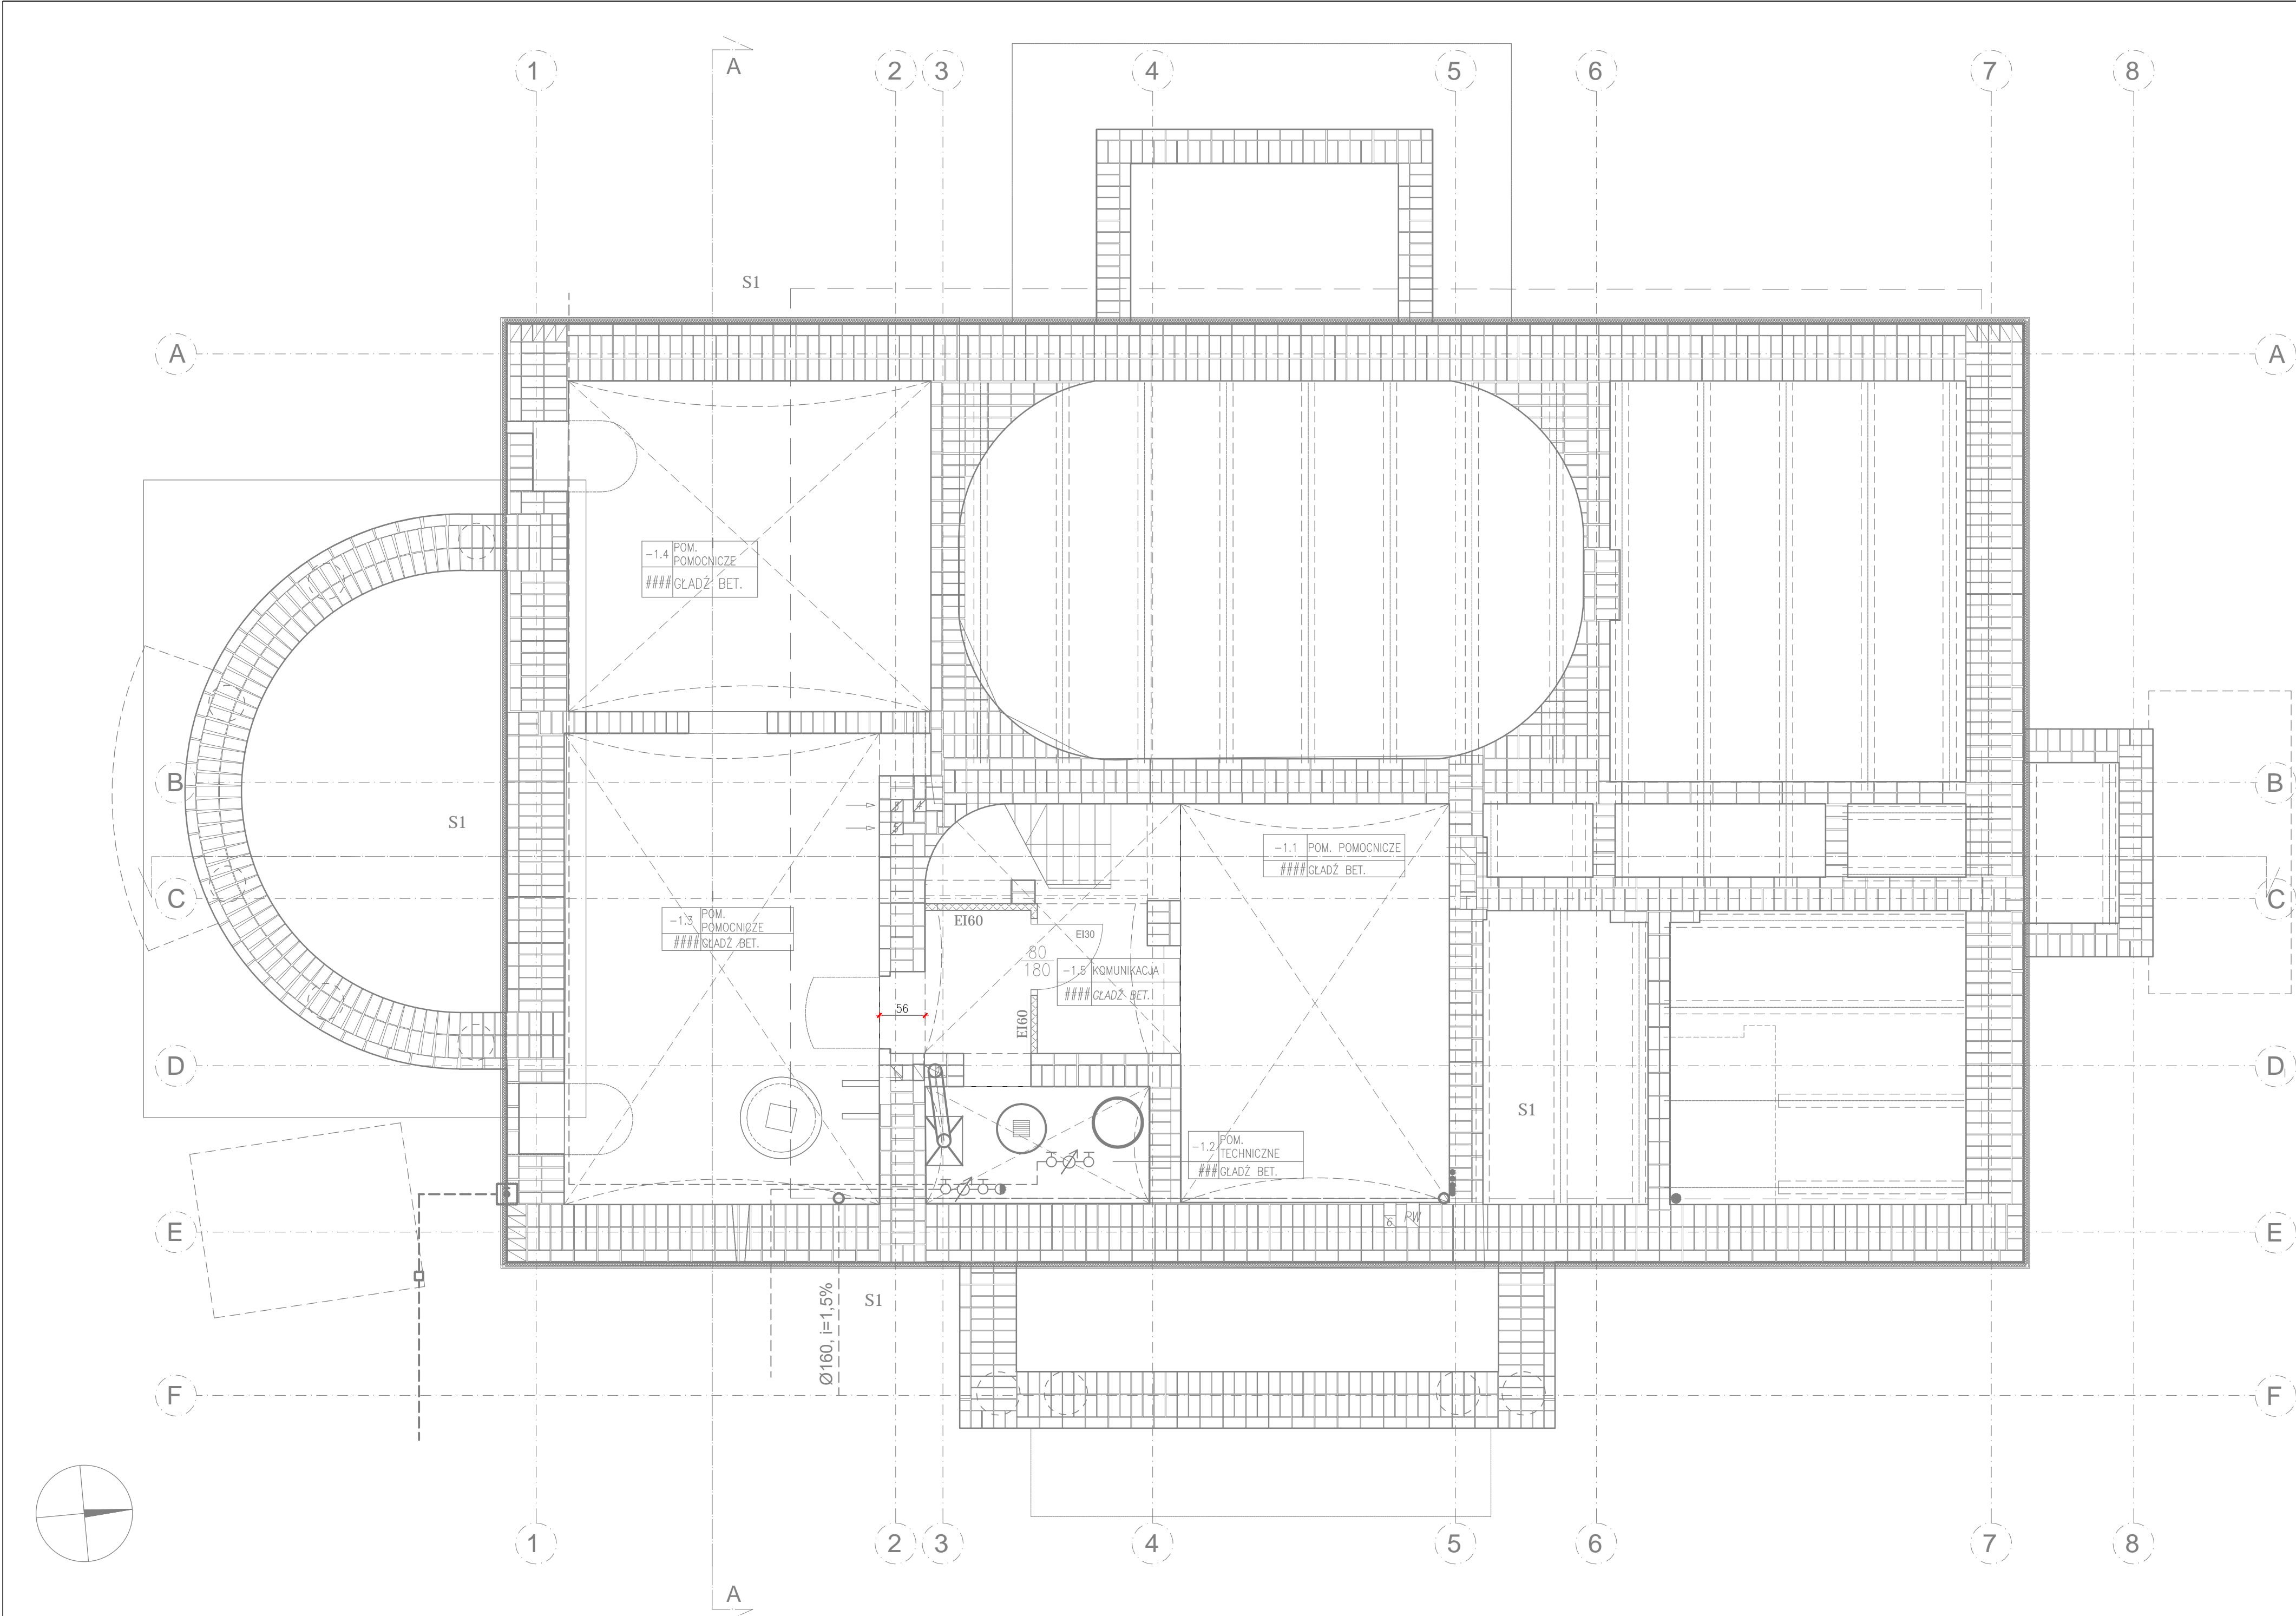 1
A
2
3
4
5
6
7
8
S1
A
A
-1.4
POM.
POMOCNICZE
####
GŁADŹ BET.
B
B
S1
-1.1
POM. POMOCNICZE
####
GŁADŹ BET.
C
C
-1.3
POM.
POMOCNICZE
####
GŁADŹ BET.
EI60
EI30
80
180
-1.5
KOMUNIKACJA
####
GŁADŹ BET.
56
EI60
D
D
S1
-1.2
POM.
TECHNICZNE
###
GŁADŹ BET.
E
E
6
RW
S1
Ø160, i=1,5%
F
F
1
2
3
4
5
6
7
8
A